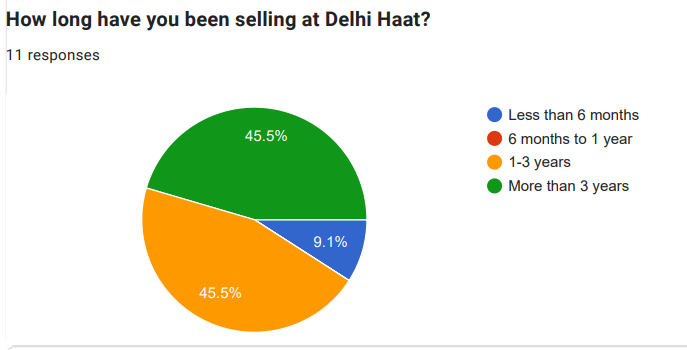 How long have you been selling at Delhi Haat?
11 responses
45.5%
9.1%
45.5%
Less than 6 months
6 months to 1 year
1-3 years
More than 3 years